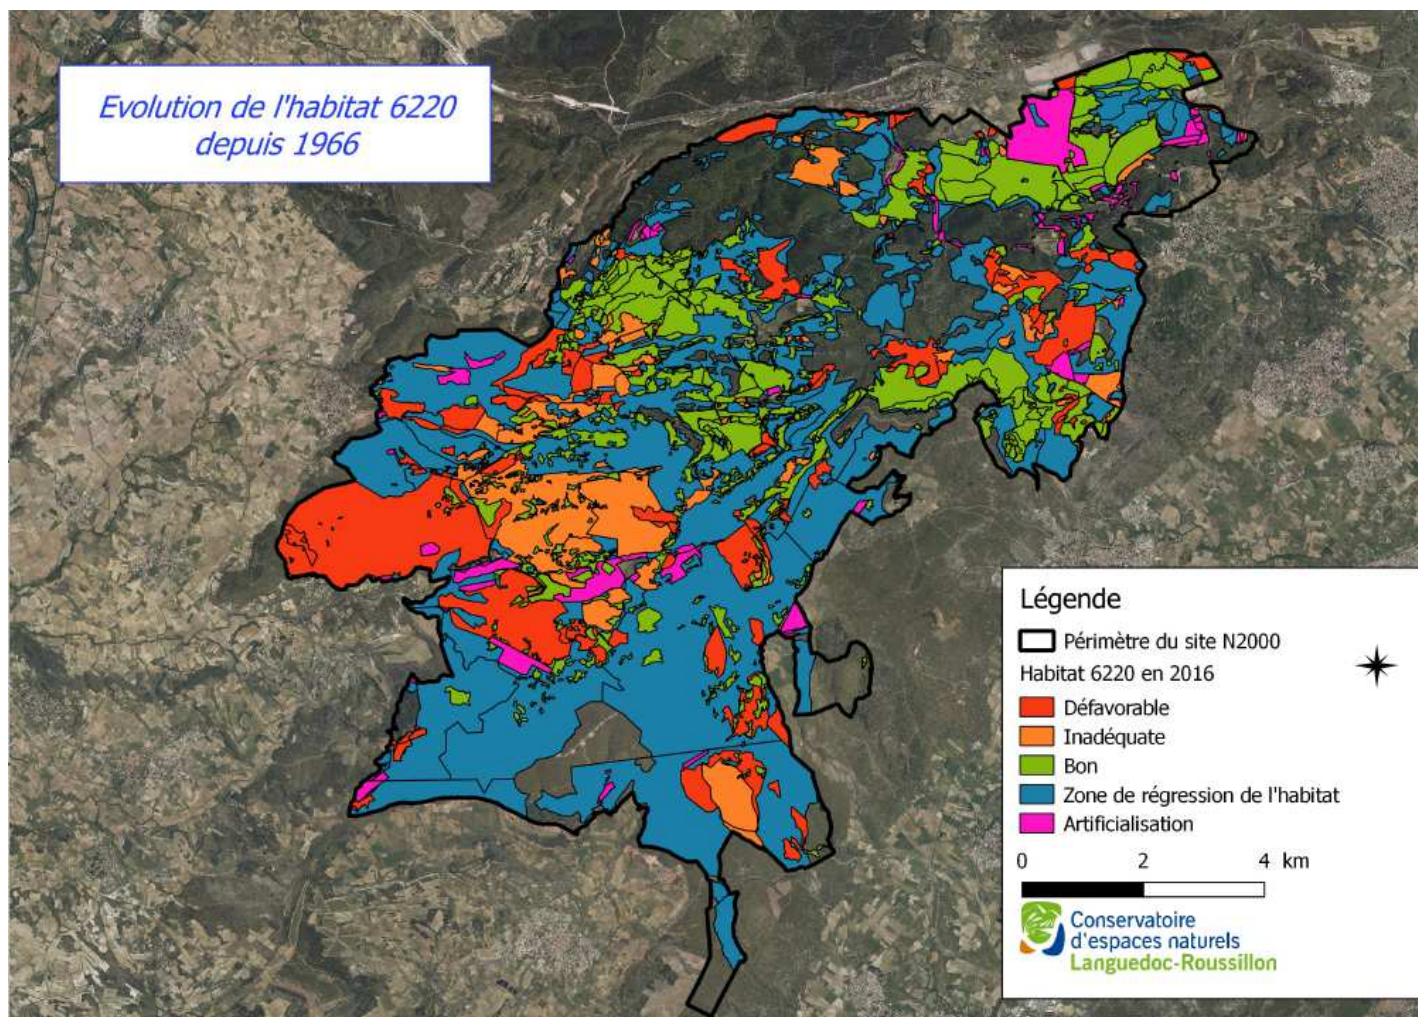 Evolution de l'habitat 6220
depuis 1966
Légende
Périmètre du site N2000
Habitat 6220 en 2016
Défavorable
Inadéquate
Bon
Zone de régression de l'habitat
Artificialisation
0 2 4 km
Conservatoire
d'espaces naturels
Languedoc-Roussillon